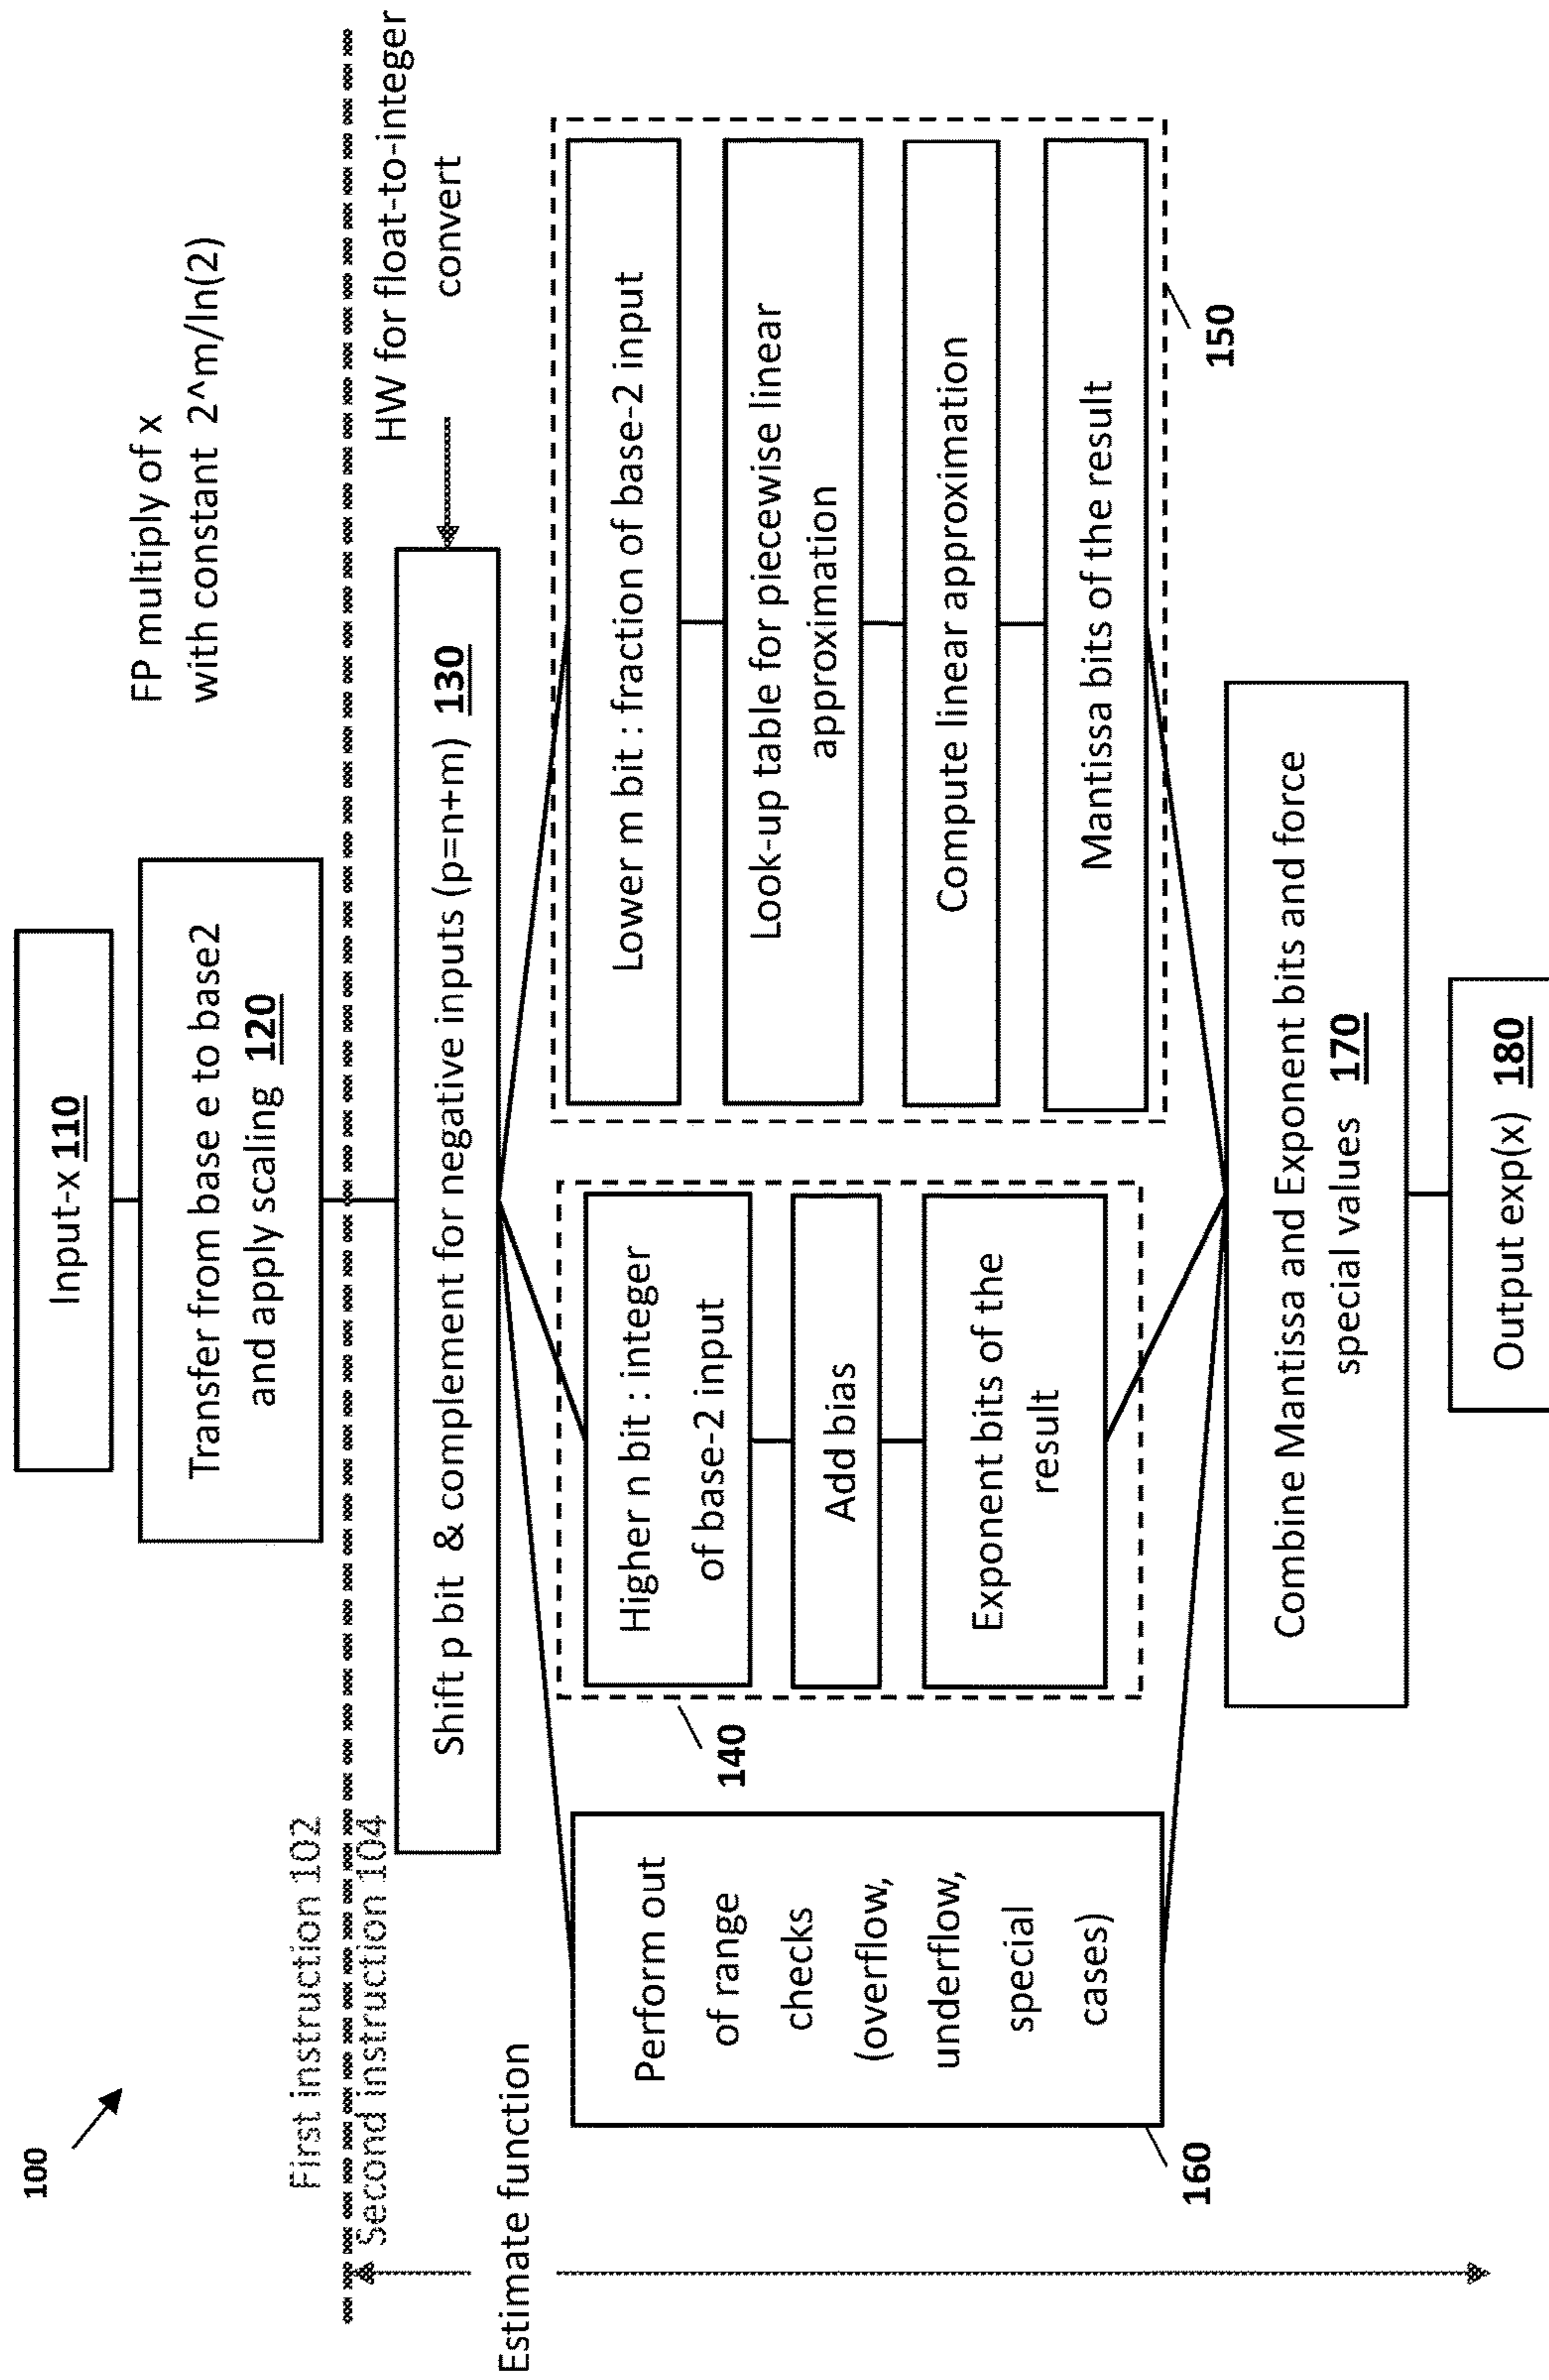 100
Input-x 110
Transfer from base e to base2
and apply scaling 120
FP multiply of x
with constant 2^m/ln(2)
First instruction 102
Second instruction 104
HW for float-to-integer
convert
Shift p bit & complement for negative inputs (p=n+m) 130
Estimate function
Perform out
of range
checks
(overflow,
underflow,
special
cases)
160
Higher n bit : integer
of base-2 input
Add bias
Exponent bits of the
result
140
Lower m bit : fraction of base-2 input
Look-up table for piecewise linear
approximation
Compute linear approximation
Mantissa bits of the result
150
Combine Mantissa and Exponent bits and force
special values 170
Output exp(x) 180